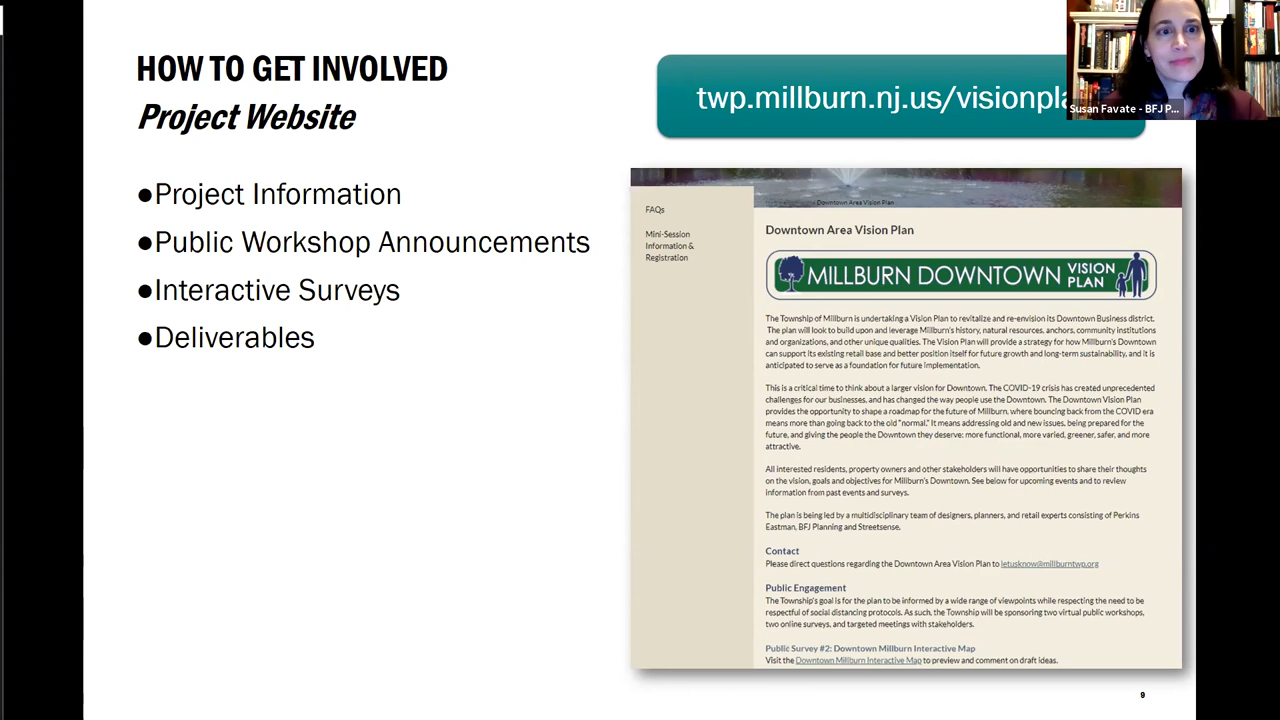 HOW TO GET INVOLVED
Project Website
●Project Information
●Public Workshop Announcements
●Interactive Surveys
●Deliverables
twp.millburn.nj.us/visionpla
Susan Favate - BFJ P...
Downtown Area Vision Plan
FAQs
Mini-Session
Information &
Registration
Downtown Area Vision Plan
MILLBURN DOWNTOWN VISION PLAN
The Township of Millburn is undertaking a Vision Plan to revitalize and re-envision its Downtown Business district.
The plan will look to build upon and leverage Millburn's history, natural resources, anchors, community institutions
and organizations, and other unique qualities. The Vision Plan will provide a strategy for how Millburn's Downtown
can support its existing retail base and better position itself for future growth and long-term sustainability, and it is
anticipated to serve as a foundation for future implementation.
This is a critical time to think about a larger vision for Downtown. The COVID-19 crisis has created unprecedented
challenges for our businesses, and has changed the way people use the Downtown. The Downtown Vision Plan
provides the opportunity to shape a roadmap for the future of Millburn, where bouncing back from the COVID era
means more than going back to the old "normal." It means addressing old and new issues, being prepared for the
future, and giving the people the Downtown they deserve: more functional, more varied, greener, safer, and more
attractive.
All interested residents, property owners and other stakeholders will have opportunities to share their thoughts
on the vision, goals and objectives for Millburn's Downtown. See below for upcoming events and to review
information from past events and surveys.
The plan is being led by a multidisciplinary team of designers, planners, and retail experts consisting of Perkins
Eastman, BFJ Planning and Streetsense.
Contact
Please direct questions regarding the Downtown Area Vision Plan to letusknow@millburntwp.org
Public Engagement
The Township's goal is for the plan to be informed by a wide range of viewpoints while respecting the need to be
respectful of social distancing protocols. As such, the Township will be sponsoring two virtual public workshops,
two online surveys, and targeted meetings with stakeholders.
Public Survey #2: Downtown Millburn Interactive Map
Visit the Downtown Millburn Interactive Map to preview and comment on draft ideas.
9